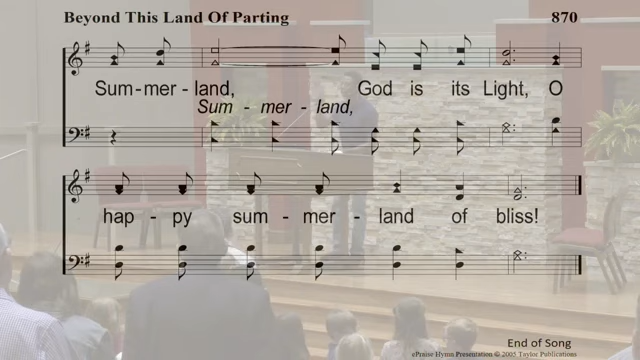 Beyond This Land Of Parting 870
Sum-mer - land, God is its Light, O
Sum - mer - land,
hap - py sum - mer - land of bliss!
End of Song
ePraise Hymn Presentation © 2005 Taylor Publications